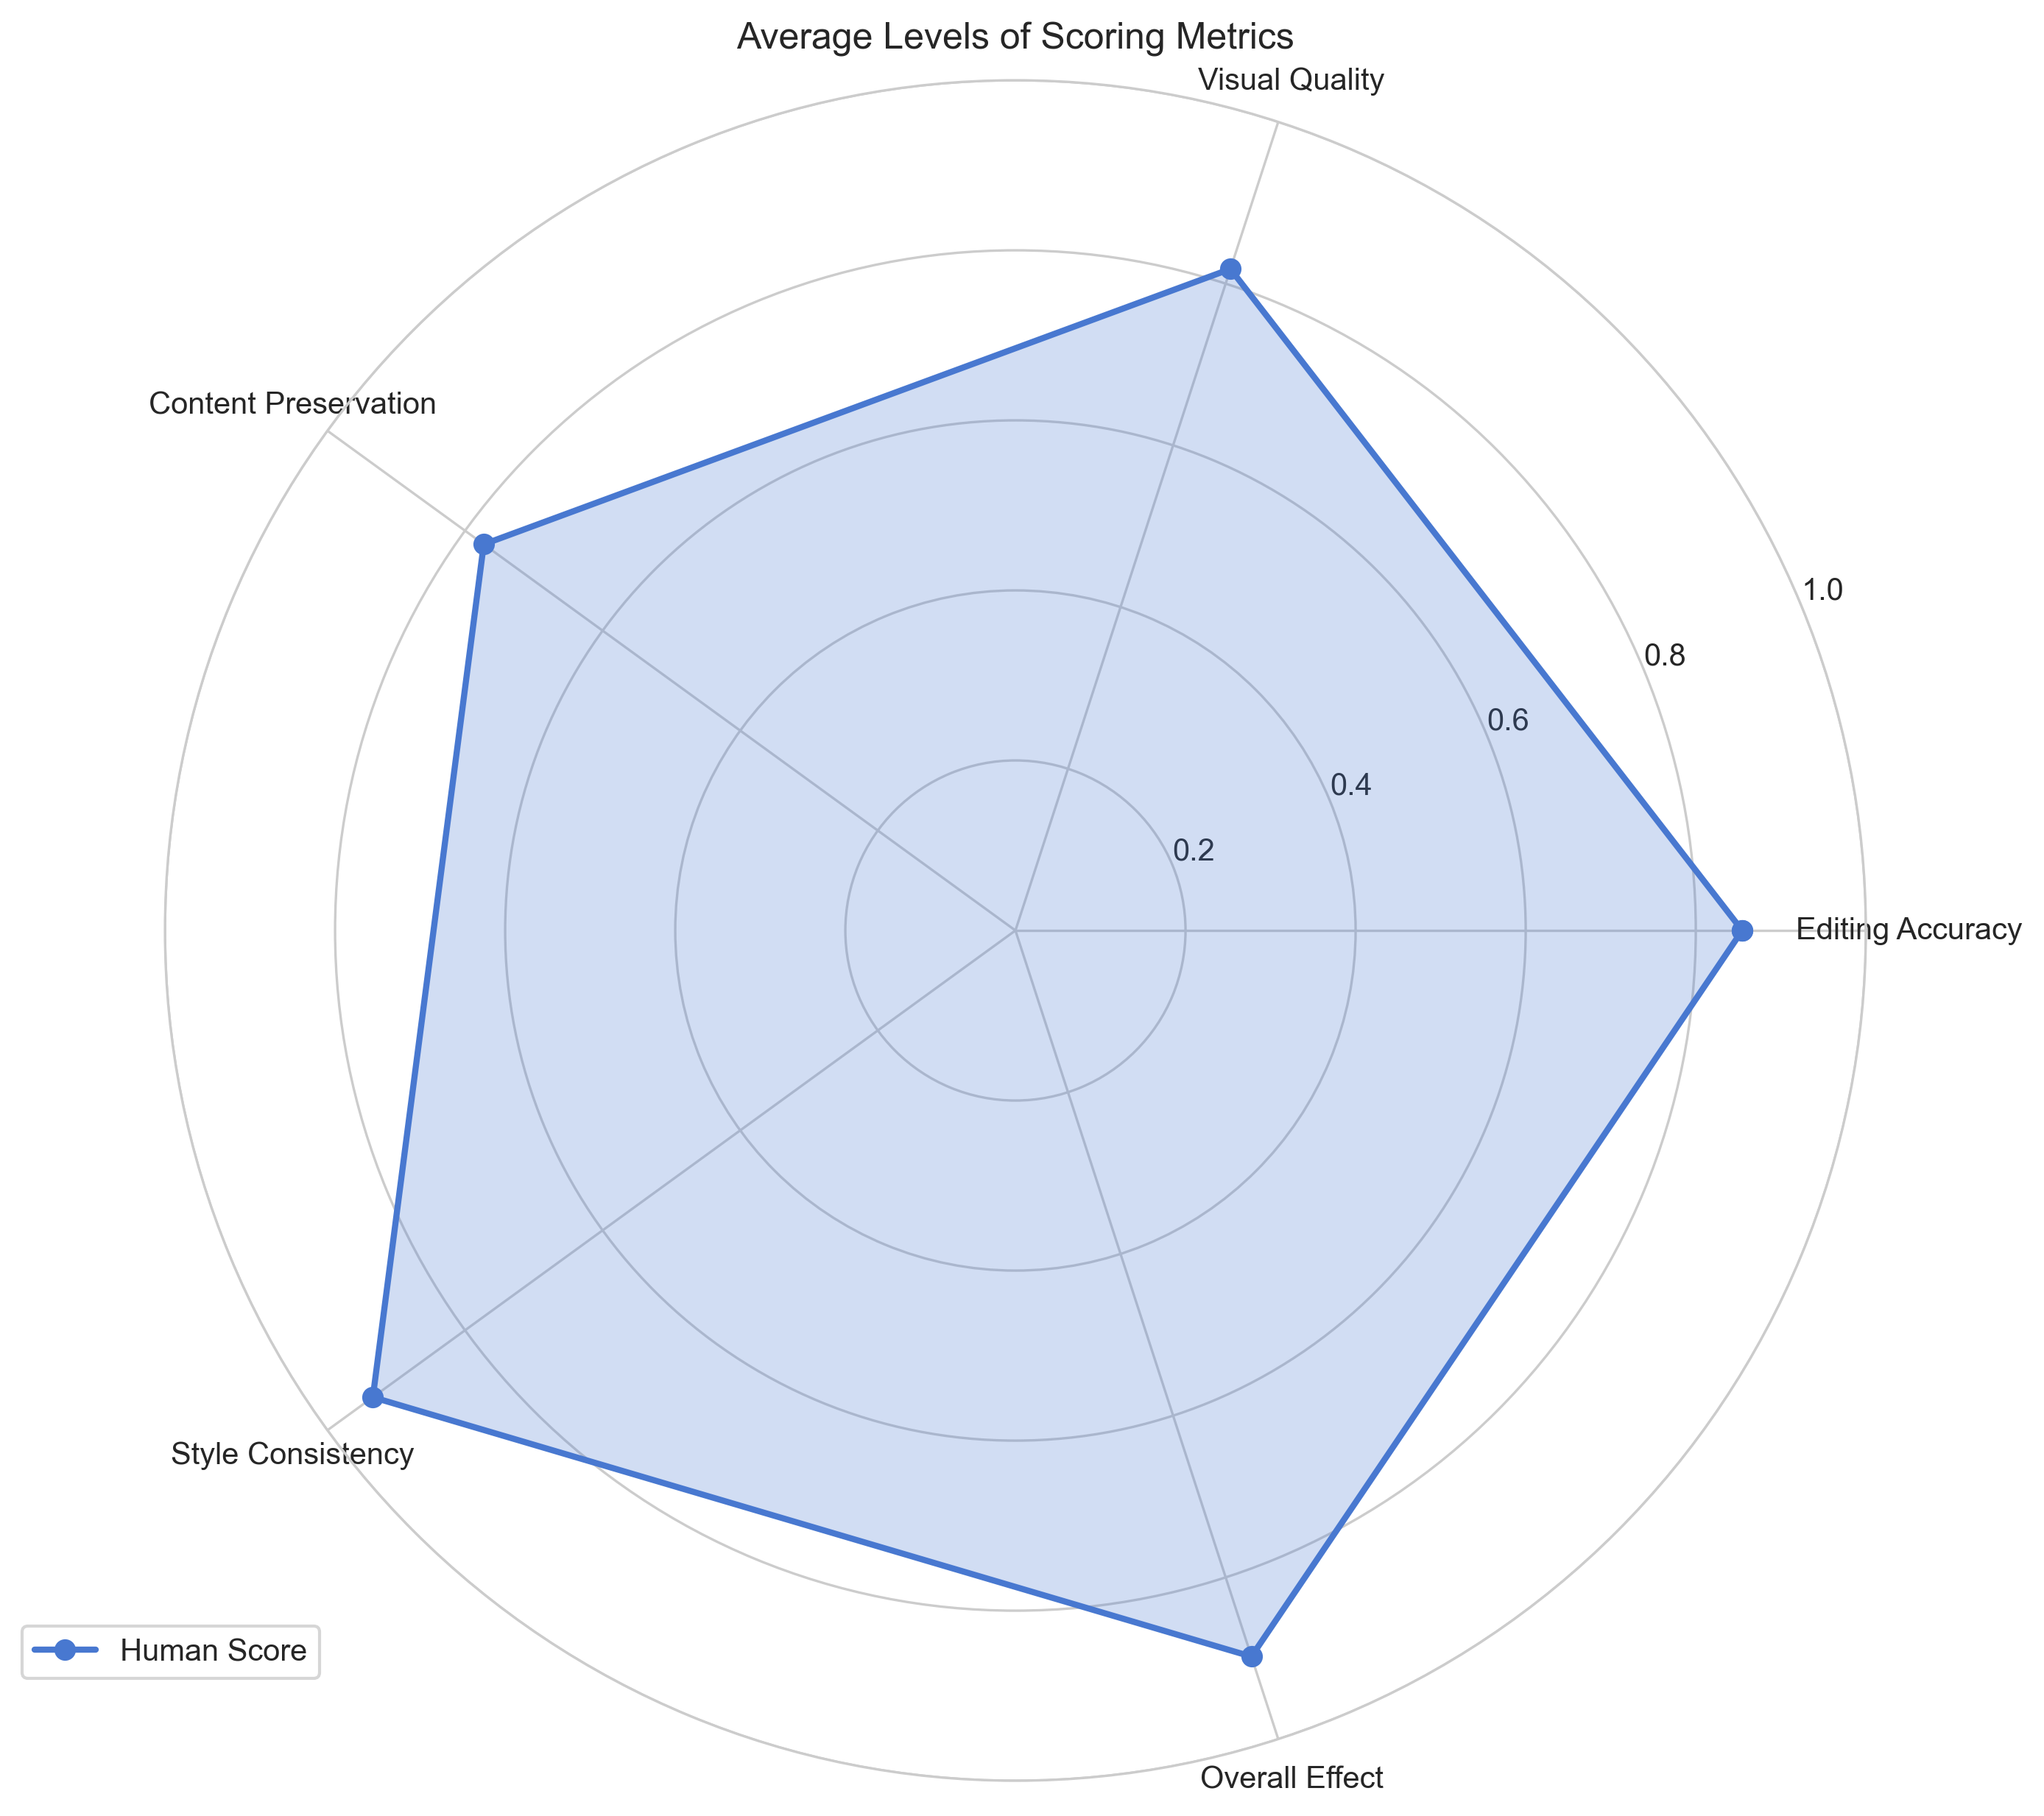 Average Levels of Scoring Metrics
Visual Quality
Content Preservation
1.0
0.8
0.6
0.4
0.2
Editing Accuracy
Style Consistency
Human Score
Overall Effect